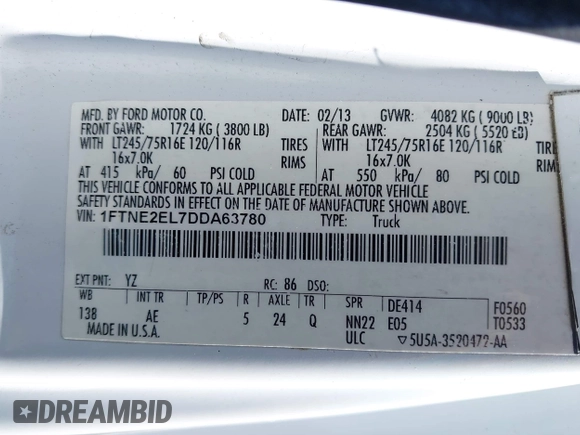 MFD. BY FORD MOTOR CO. DATE: 02/13 GVWR: 4082 KG ( 9000 LB)
FRONT GAWR: 1724 KG ( 3800 LB) REAR GAWR: 2504 KG ( 5520 LB)
WITH LT245/75R16E 120/116R TIRES WITH LT245/75R16E 120/116R TIRES
16x7.0K RIMS 16x7.0K RIMS
AT 415 kPa/ 60 PSI COLD AT 550 kPa/ 80 PSI COLD
THIS VEHICLE CONFORMS TO ALL APPLICABLE FEDERAL MOTOR VEHICLE
SAFETY STANDARDS IN EFFECT ON THE DATE OF MANUFACTURE SHOWN ABOVE.
VIN: 1FTNE2EL7DDA63780 TYPE: Truck
EXT PNT: YZ RC: 86 DSO:
WB INT TR TP/PS R AXLE TR SPR DE414 F0560
138 AE 5 24 Q NN22 E05 T0533
MADE IN U.S.A. ULC 5U5A-3520472-AA
DREAMBID